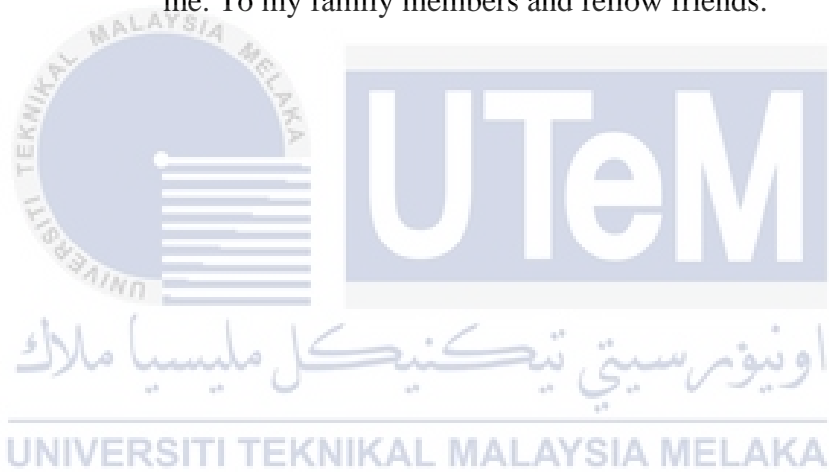 me. To my family members and fellow friends.
UNIVERSITI TEKNIKAL MALAYSIA MELAKA
UTeM
اونيۏرسيتي تيكنيكل مليسيا ملاك
UNIVERSITI TEKNIKAL MALAYSIA MELAKA